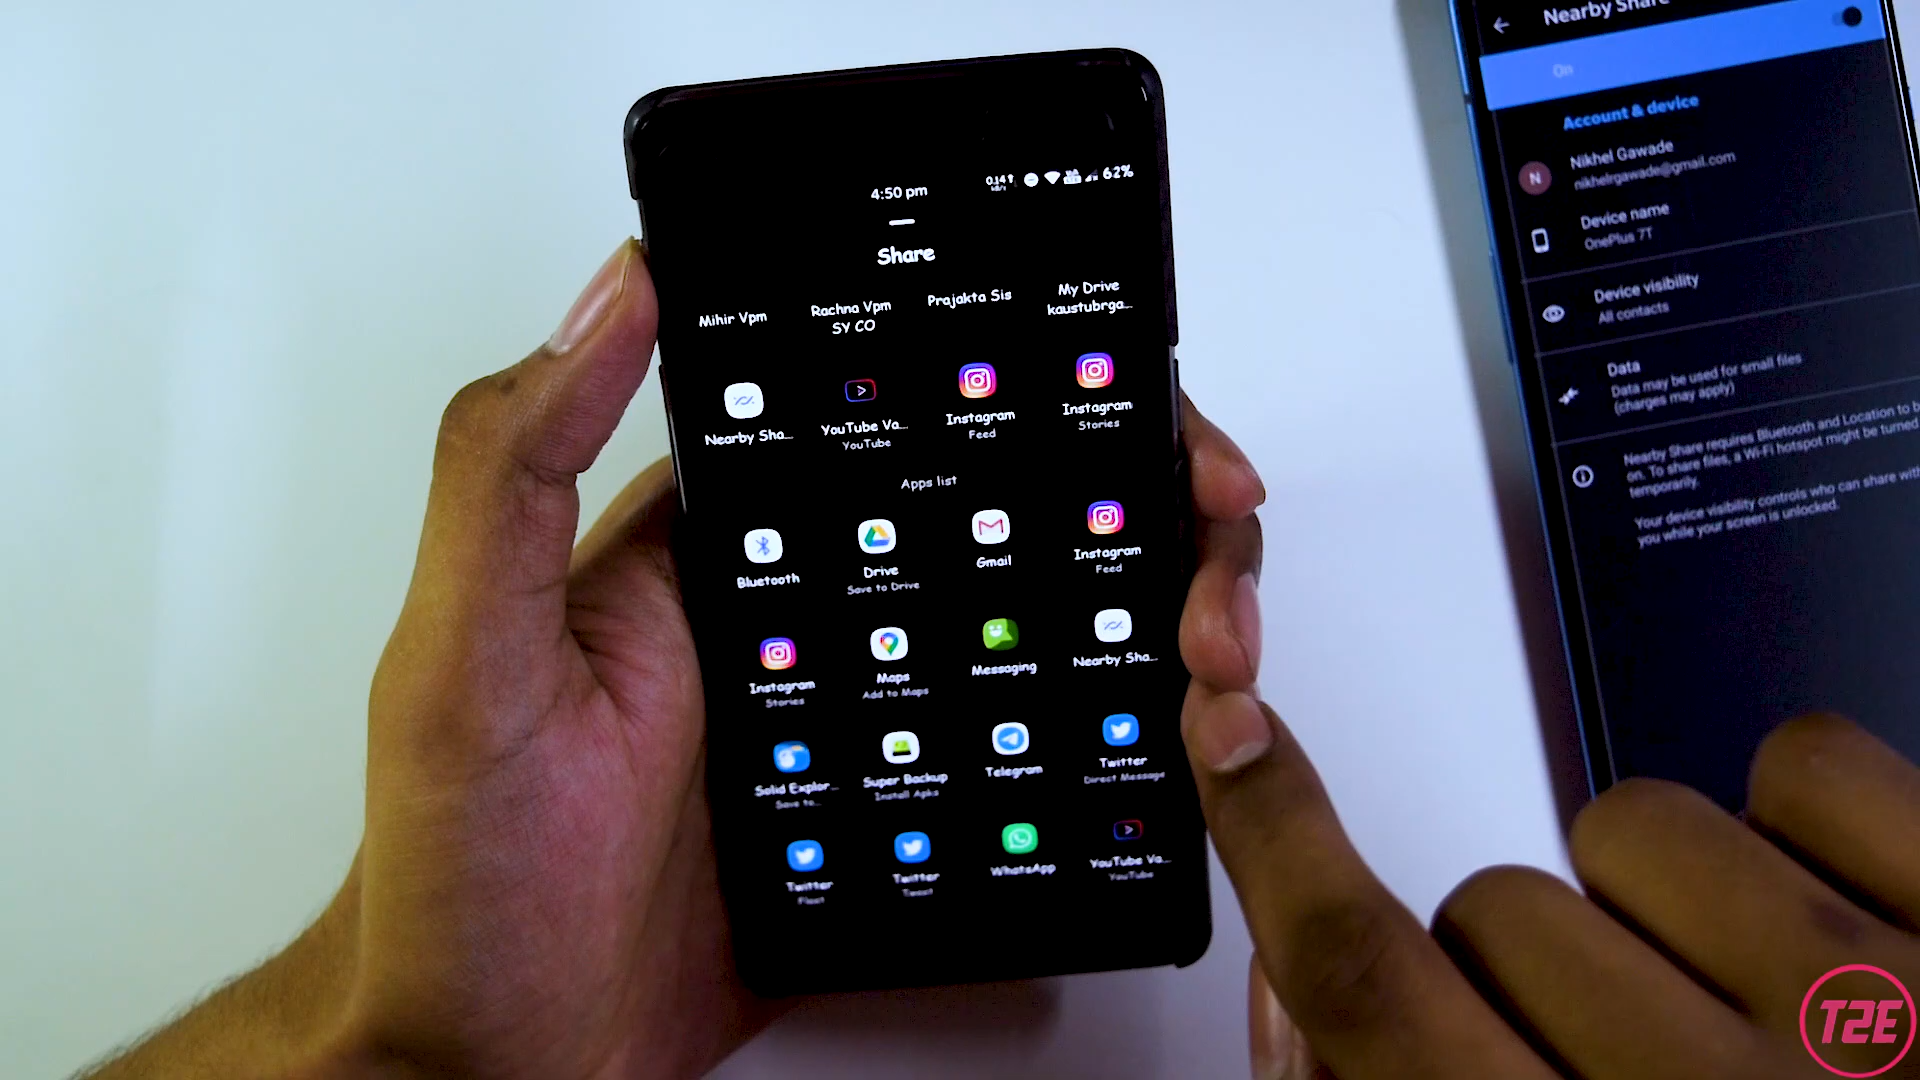 4:50 pm
0.14
62%
Share
Mihir Vpm
Rachna Vpm
SY CO
Prajakta Sis
My Drive
kaustubrga...
Nearby Sha...
YouTube Va...
YouTube
Instagram
Feed
Instagram
Stories
Apps list
Bluetooth
Drive
Save to Drive
Gmail
Instagram
Feed
Instagram
Stories
Maps
Add to Maps
Messaging
Nearby Sha...
Solid Explor...
Save to...
Super Backup
Install Apks
Telegram
Twitter
Direct Message
Twitter
Fleet
Twitter
Tweet
WhatsApp
YouTube Va...
YouTube
Nearby Share
On
Account & device
N
Nikhel Gawade
nikhelrgawade@gmail.com
Device name
OnePlus 7T
Device visibility
All contacts
Data
Data may be used for small files
(charges may apply)
Nearby Share requires Bluetooth and Location to b
on. To share files, a Wi-Fi hotspot might be turned
temporarily.
Your device visibility controls who can share with
you while your screen is unlocked.
T2E